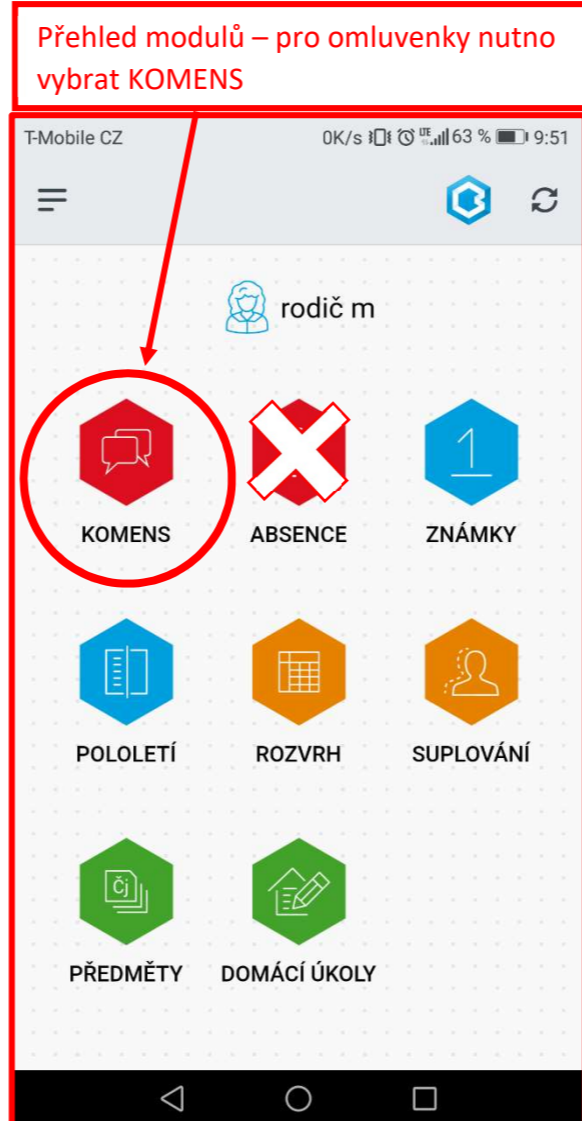 Přehled modulů – pro omluvenky nutno
vybrat KOMENS
T-Mobile CZ 0K/s 63 % 9:51
rodič m
KOMENS ABSENCE ZNÁMKY
1
POLOLETÍ ROZVRH SUPLOVÁNÍ
Čj
PŘEDMĚTY DOMÁCÍ ÚKOLY